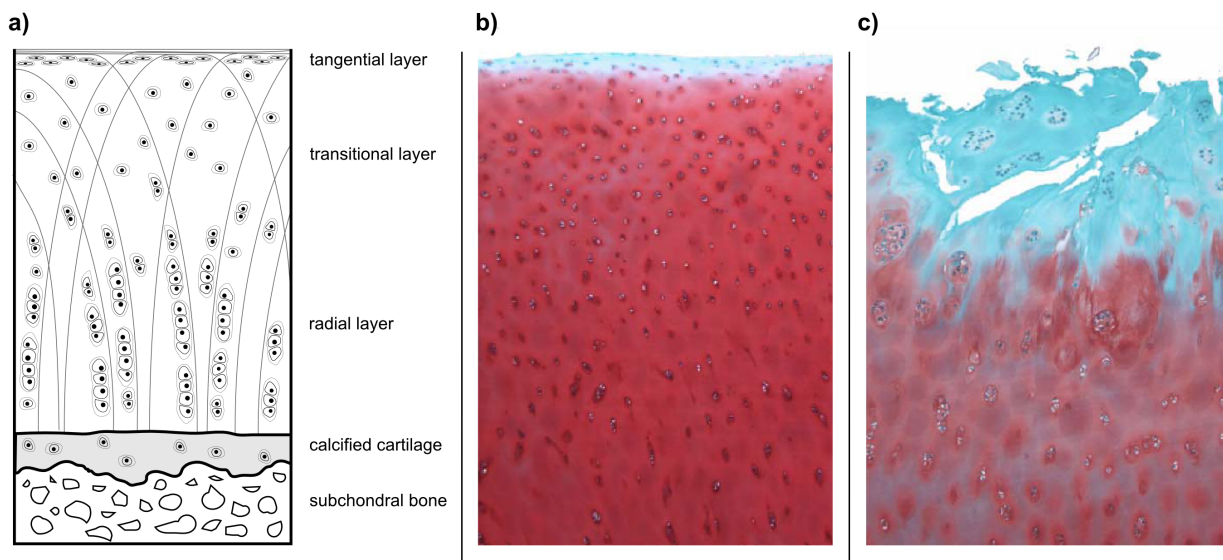 a)
tangential layer
transitional layer
radial layer
calcified cartilage
subchondral bone
b)
c)